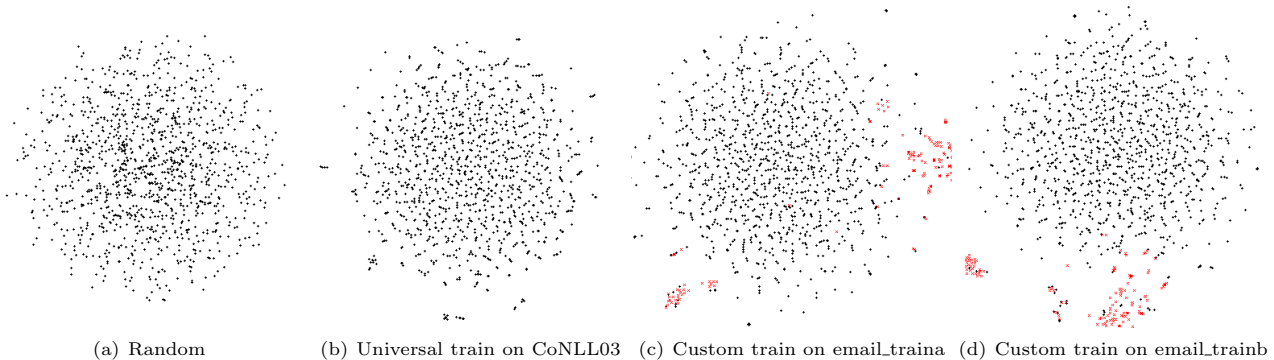 (a) Random
(b) Universal train on CoNLL03
(c) Custom train on email_traina
(d) Custom train on email_trainb